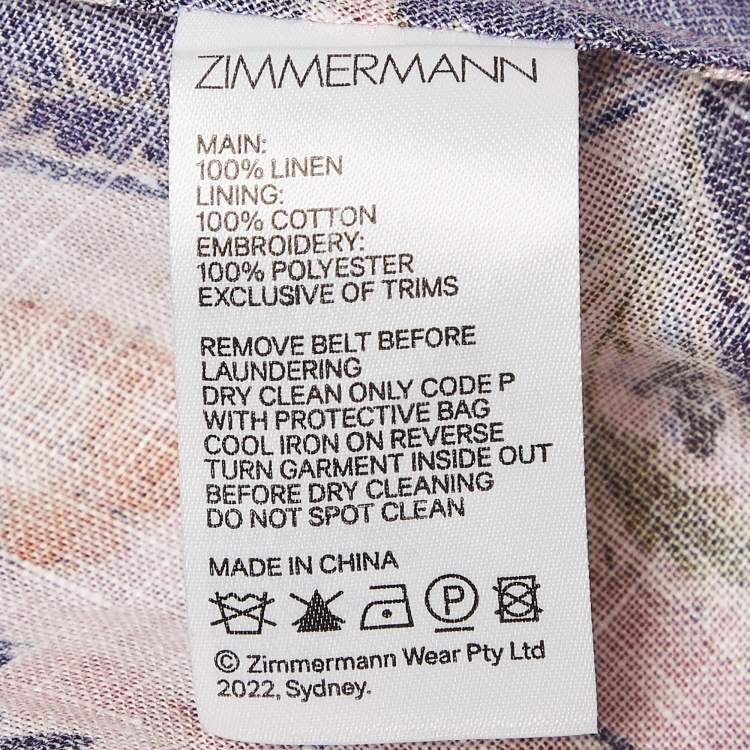 ZIMMERMANN
MAIN:
100% LINEN
LINING:
100% COTTON
EMBROIDERY:
100% POLYESTER
EXCLUSIVE OF TRIMS
REMOVE BELT BEFORE
LAUNDERING
DRY CLEAN ONLY CODE P
WITH PROTECTIVE BAG
COOL IRON ON REVERSE
TURN GARMENT INSIDE OUT
BEFORE DRY CLEANING
DO NOT SPOT CLEAN
MADE IN CHINA
P
© Zimmermann Wear Pty Ltd
2022, Sydney.